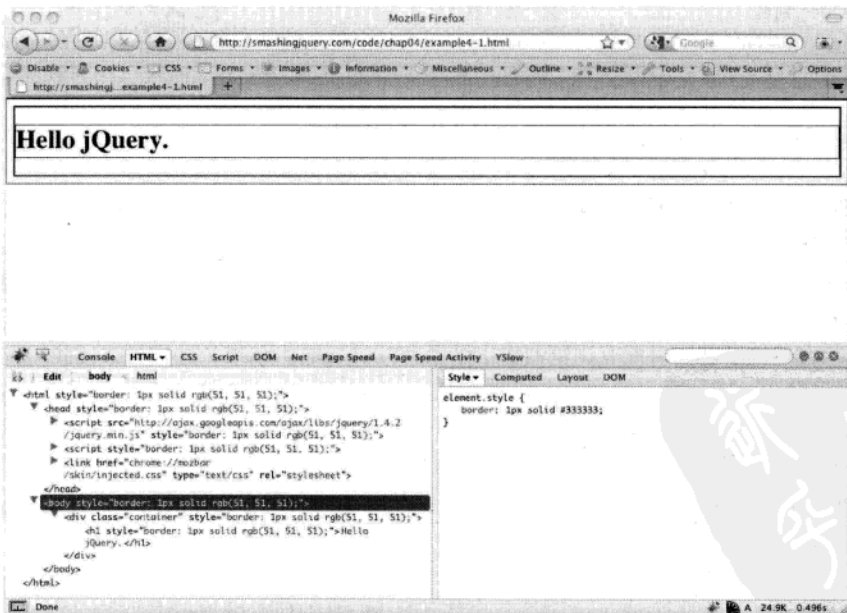 Mozilla Firefox
http://smashingjquery.com/code/chap04/example4-1.html
Google
Disable Cookies CSS Forms Images Information Miscellaneous Outline Resize Tools View Source Options
http://smashingj...example4-1.html +
Hello jQuery.
Console HTML CSS Script DOM Net Page Speed Page Speed Activity YSlow
Edit body < html
Style Computed Layout DOM
<html style="border: 1px solid rgb(51, 51, 51);">
<head style="border: 1px solid rgb(51, 51, 51);">
<script src="http://ajax.googleapis.com/ajax/libs/jquery/1.4.2
/jquery.min.js" style="border: 1px solid rgb(51, 51, 51);">
<script style="border: 1px solid rgb(51, 51, 51);">
<link href="chrome://mozbar
/skin/injected.css" type="text/css" rel="stylesheet">
</head>
<body style="border: 1px solid rgb(51, 51, 51);">
<div class="container" style="border: 1px solid rgb(51, 51, 51);">
<h1 style="border: 1px solid rgb(51, 51, 51);">Hello
jQuery.</h1>
</div>
</body>
</html>
element.style {
border: 1px solid #333333;
}
Done
A 24.9K 0.496s